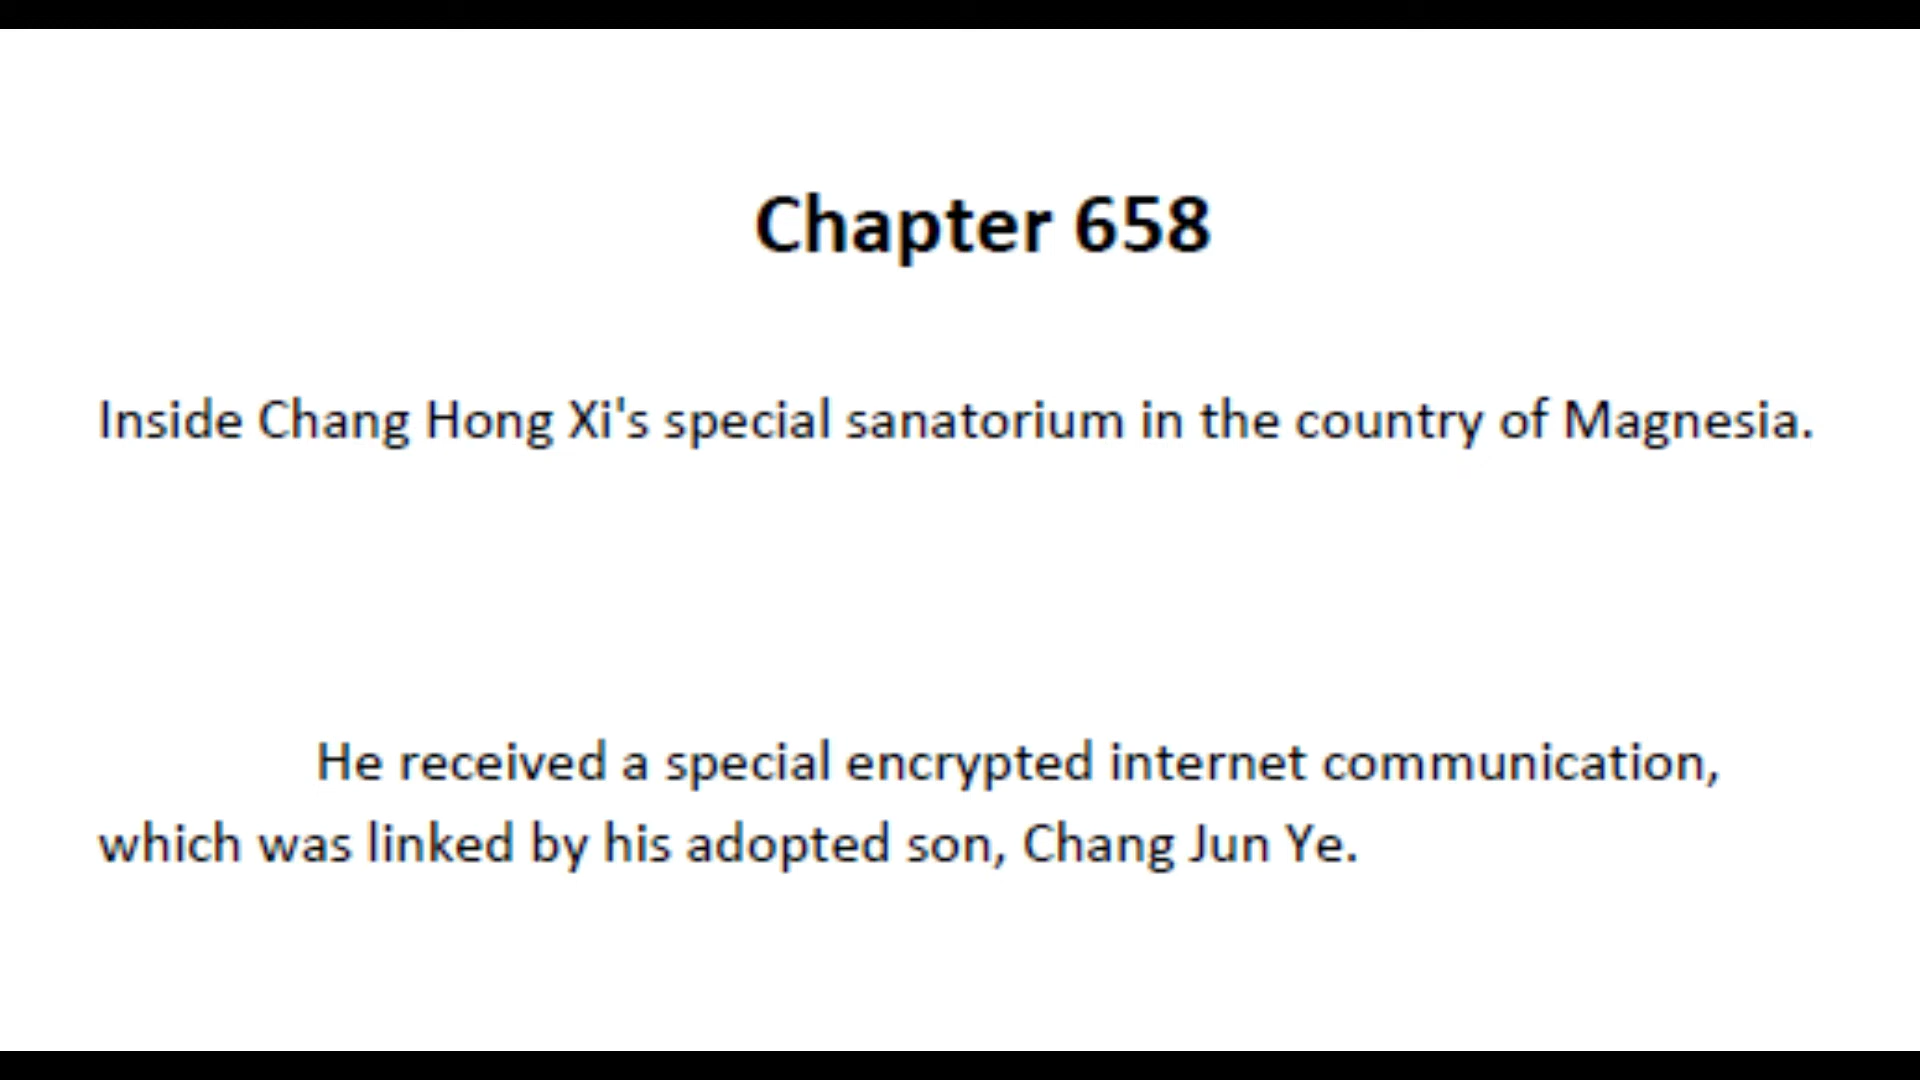 Chapter 658
Inside Chang Hong Xi's special sanatorium in the country of Magnesia.
He received a special encrypted internet communication,
which was linked by his adopted son, Chang Jun Ye.